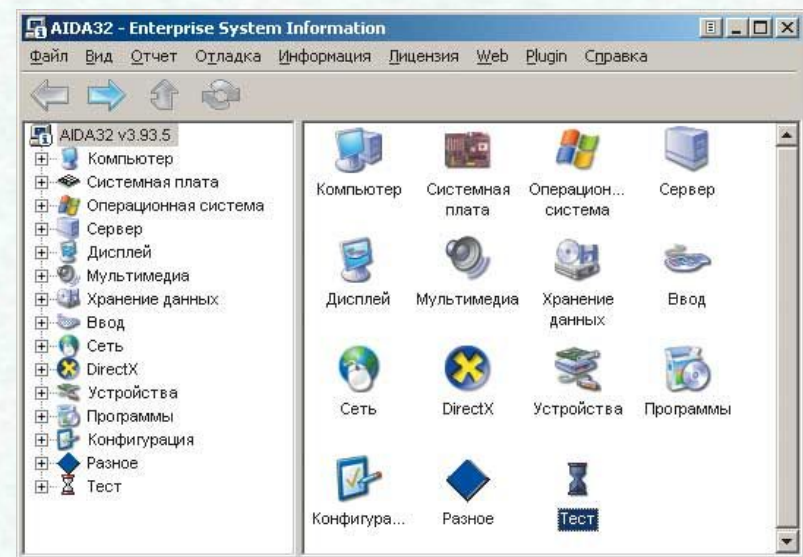 AIDA32 - Enterprise System Information
Файл Вид Отчет Отладка Информация Лицензия Web Plugin Справка
AIDA32 v3.93.5
Компьютер
Системная плата
Операционная система
Сервер
Дисплей
Мультимедиа
Хранение данных
Ввод
Сеть
DirectX
Устройства
Программы
Конфигурация
Разное
Тест
Компьютер
Системная
плата
Операцион...
система
Сервер
Дисплей
Мультимедиа
Хранение
данных
Ввод
Сеть
DirectX
Устройства
Программы
Конфигура...
Разное
Тест